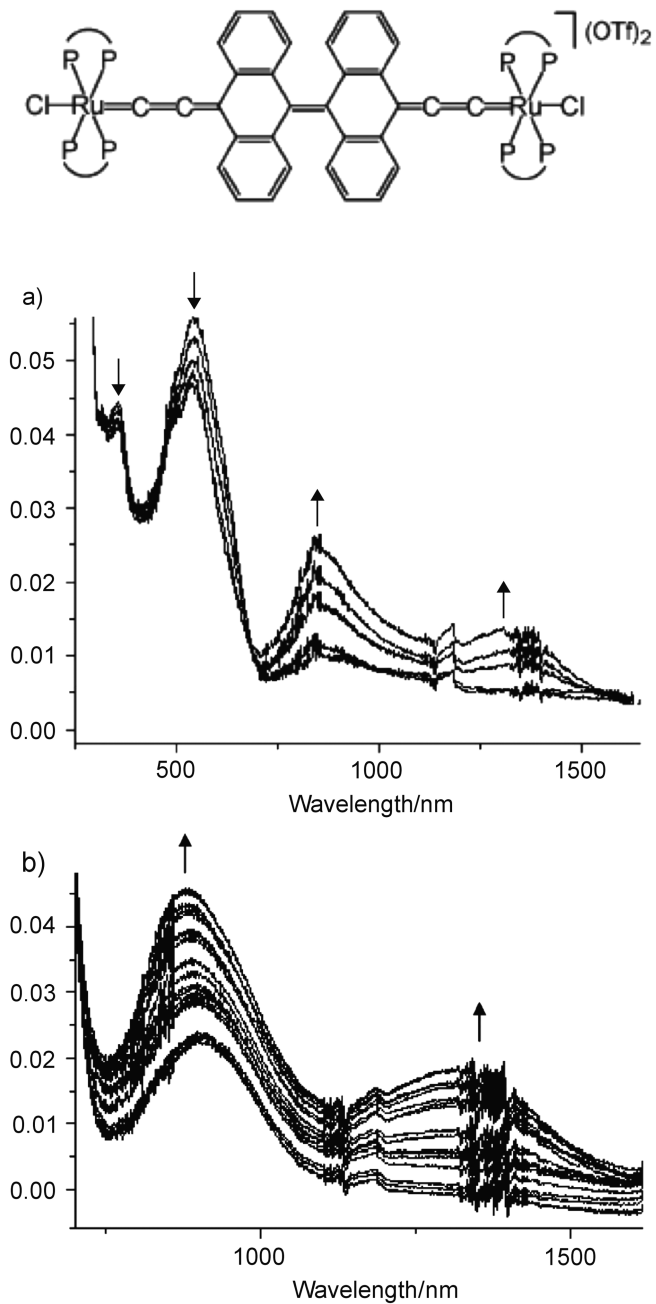 P P P P ] (OTf)2
Cl Ru C C C C Ru Cl
P P P P
a)
0.05
0.04
0.03
0.02
0.01
0.00
500 1000 1500
Wavelength/nm
b)
0.04
0.03
0.02
0.01
0.00
1000 1500
Wavelength/nm